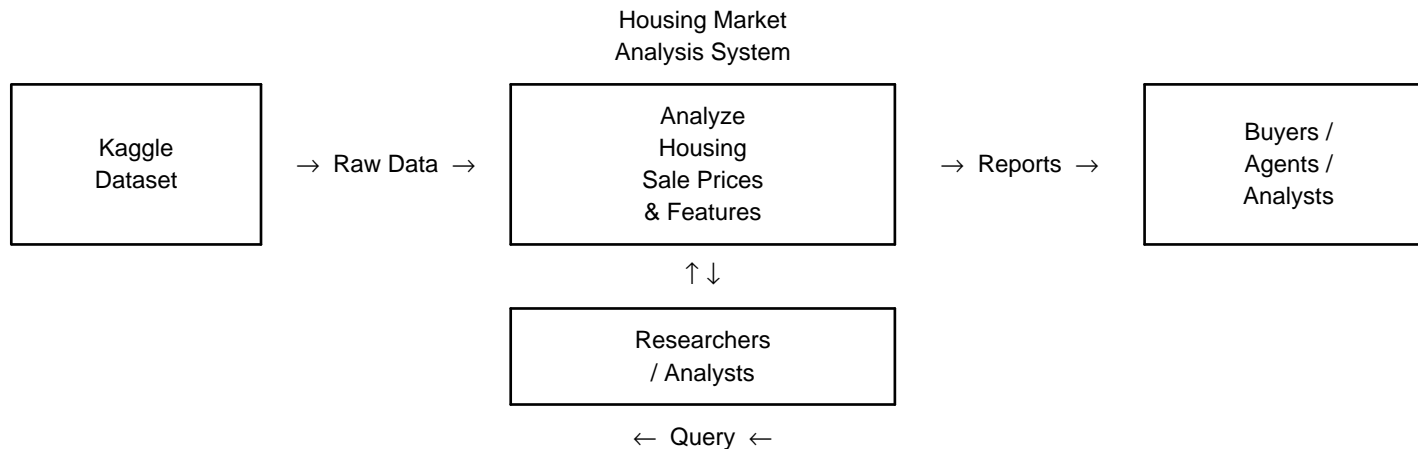 Housing Market
Analysis System
Kaggle
Dataset
→ Raw Data →
Analyze
Housing
Sale Prices
& Features
→ Reports →
Buyers /
Agents /
Analysts
↑↓
Researchers
/ Analysts
← Query ←